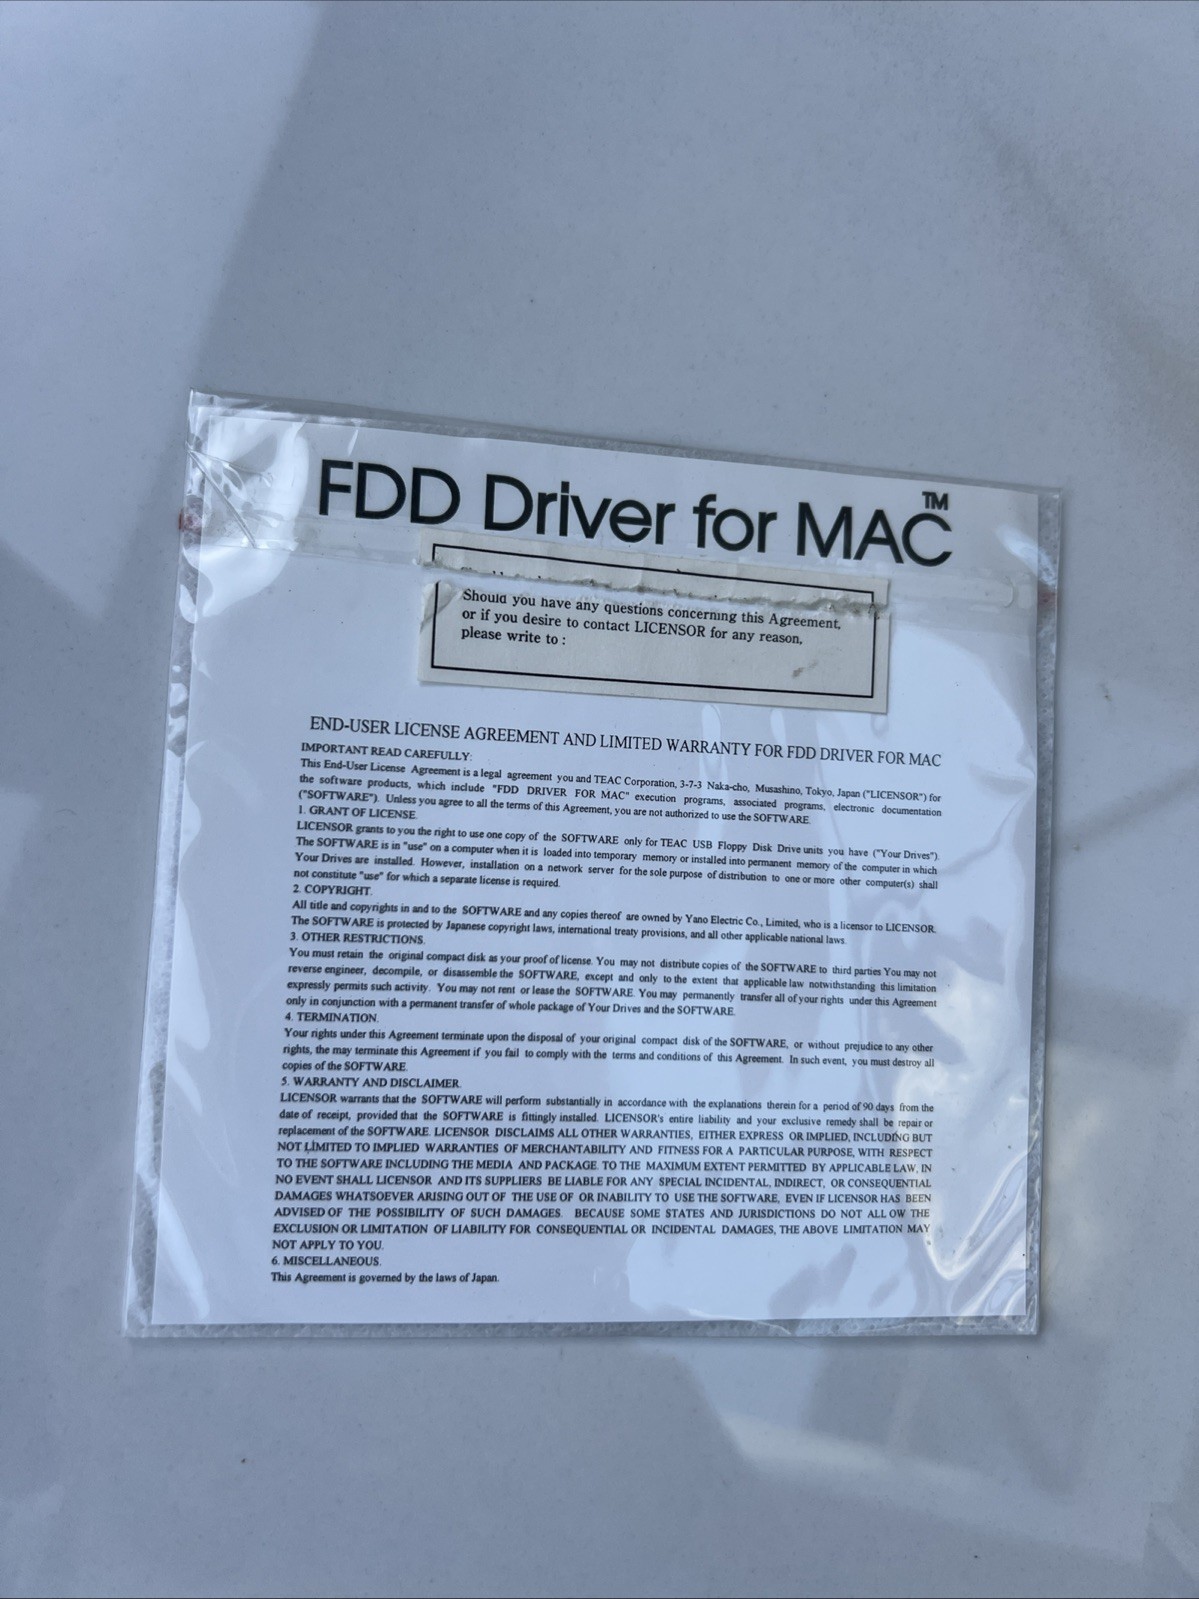 FDD Driver for MAC™
Should you have any questions concerning this Agreement,
or if you desire to contact LICENSOR for any reason,
please write to :
END-USER LICENSE AGREEMENT AND LIMITED WARRANTY FOR FDD DRIVER FOR MAC
IMPORTANT READ CAREFULLY:
This End-User License Agreement is a legal agreement you and TEAC Corporation, 3-7-3 Naka-cho, Musashino, Tokyo, Japan ("LICENSOR") for
the software products, which include "FDD DRIVER FOR MAC" execution programs, associated programs, electronic documentation
("SOFTWARE"). Unless you agree to all the terms of this Agreement, you are not authorized to use the SOFTWARE.
1. GRANT OF LICENSE.
LICENSOR grants to you the right to use one copy of the SOFTWARE only for TEAC USB Floppy Disk Drive units you have ("Your Drives").
The SOFTWARE is in "use" on a computer when it is loaded into temporary memory or installed into permanent memory of the computer in which
Your Drives are installed. However, installation on a network server for the sole purpose of distribution to one or more other computer(s) shall
not constitute "use" for which a separate license is required.
2. COPYRIGHT.
All title and copyrights in and to the SOFTWARE and any copies thereof are owned by Yano Electric Co., Limited, who is a licensor to LICENSOR.
The SOFTWARE is protected by Japanese copyright laws, international treaty provisions, and all other applicable national laws.
3. OTHER RESTRICTIONS.
You must retain the original compact disk as your proof of license. You may not distribute copies of the SOFTWARE to third parties You may not
reverse engineer, decompile, or disassemble the SOFTWARE, except and only to the extent that applicable law notwithstanding this limitation
expressly permits such activity. You may not rent or lease the SOFTWARE. You may permanently transfer all of your rights under this Agreement
only in conjunction with a permanent transfer of whole package of Your Drives and the SOFTWARE.
4. TERMINATION.
Your rights under this Agreement terminate upon the disposal of your original compact disk of the SOFTWARE, or without prejudice to any other
rights, the may terminate this Agreement if you fail to comply with the terms and conditions of this Agreement. In such event, you must destroy all
copies of the SOFTWARE.
5. WARRANTY AND DISCLAIMER.
LICENSOR warrants that the SOFTWARE will perform substantially in accordance with the explanations therein for a period of 90 days from the
date of receipt, provided that the SOFTWARE is fittingly installed. LICENSOR's entire liability and your exclusive remedy shall be repair or
replacement of the SOFTWARE. LICENSOR DISCLAIMS ALL OTHER WARRANTIES, EITHER EXPRESS OR IMPLIED, INCLUDING BUT
NOT LIMITED TO IMPLIED WARRANTIES OF MERCHANTABILITY AND FITNESS FOR A PARTICULAR PURPOSE, WITH RESPECT
TO THE SOFTWARE INCLUDING THE MEDIA AND PACKAGE. TO THE MAXIMUM EXTENT PERMITTED BY APPLICABLE LAW, IN
NO EVENT SHALL LICENSOR AND ITS SUPPLIERS BE LIABLE FOR ANY SPECIAL INCIDENTAL, INDIRECT, OR CONSEQUENTIAL
DAMAGES WHATSOEVER ARISING OUT OF THE USE OF OR INABILITY TO USE THE SOFTWARE, EVEN IF LICENSOR HAS BEEN
ADVISED OF THE POSSIBILITY OF SUCH DAMAGES. BECAUSE SOME STATES AND JURISDICTIONS DO NOT ALLOW THE
EXCLUSION OR LIMITATION OF LIABILITY FOR CONSEQUENTIAL OR INCIDENTAL DAMAGES, THE ABOVE LIMITATION MAY
NOT APPLY TO YOU.
6. MISCELLANEOUS.
This Agreement is governed by the laws of Japan.